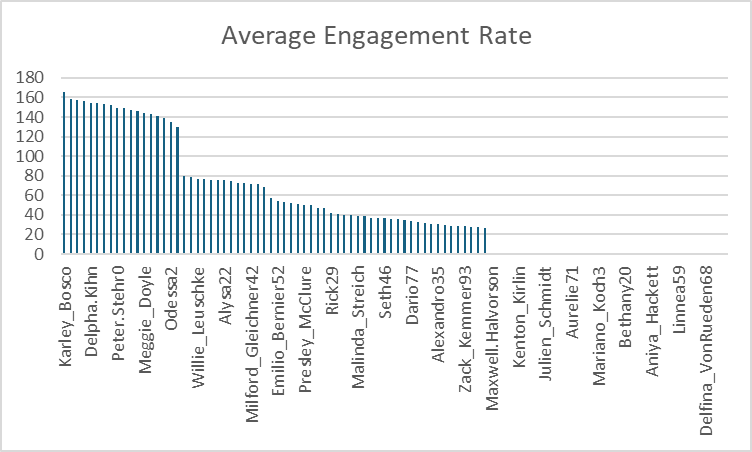 Average Engagement Rate
180
160
140
120
100
80
60
40
20
0
Karley_Bosco
Delpha.Kihn
Peter.Stehr0
Meggie_Doyle
Odessa2
Willie_Leuschke
Alysa22
Milford_Gleichner42
Emilio_Bernier52
Presley_McClure
Rick29
Malinda_Streich
Seth46
Dario77
Alexandro35
Zack_Kemmer93
Maxwell.Halvorson
Kenton_Kirlin
Julien_Schmidt
Aurelie71
Mariano_Koch3
Bethany20
Aniya_Hackett
Linnea59
Delfina_VonRueden68